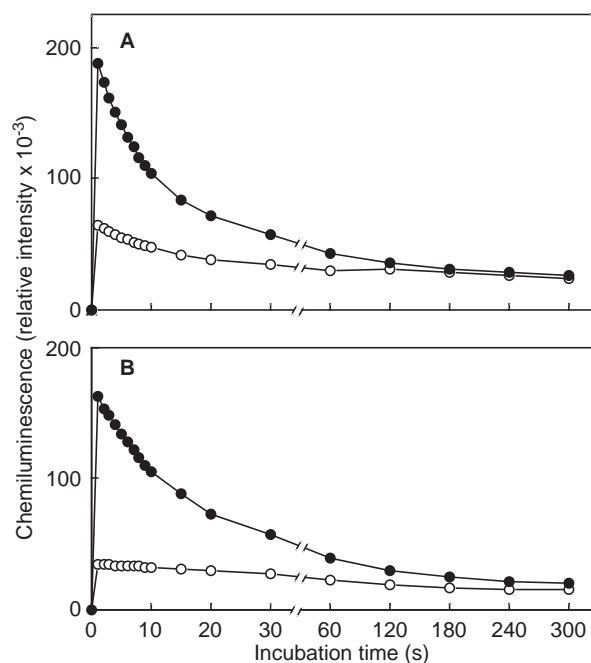 A
200
100
0
Chemiluminescence (relative intensity x 10⁻³)
B
200
100
0
0 10 20 30 60 120 180 240 300
Incubation time (s)